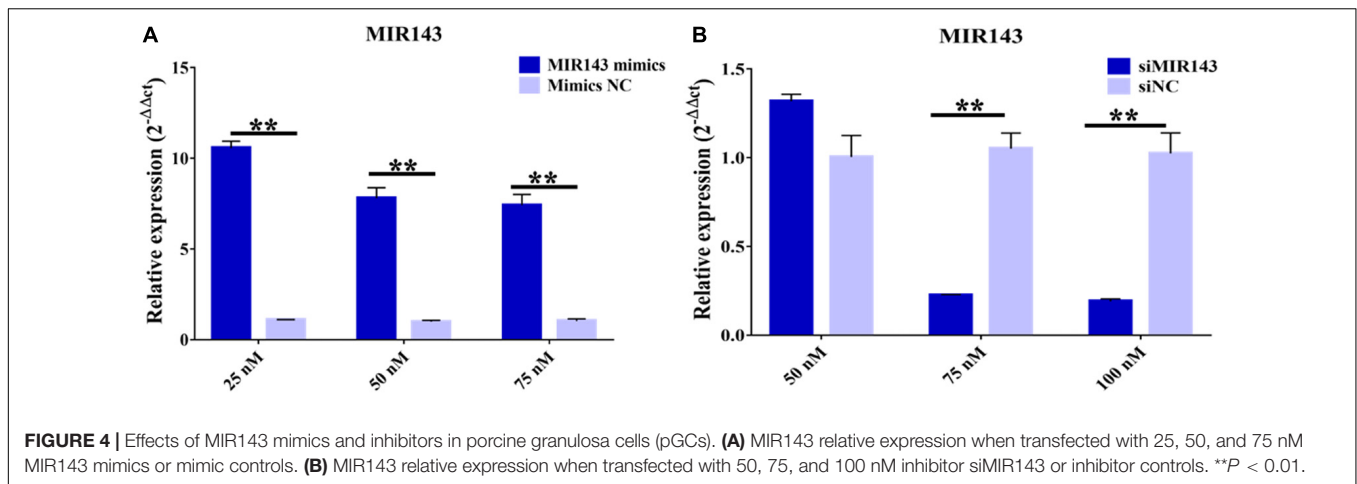 A
MIR143
MIR143 mimics
Mimics NC
Relative expression (2^-ΔΔct)
15
10
5
0
**
**
**
25 nM
50 nM
75 nM
B
MIR143
siMIR143
siNC
Relative expression (2^-ΔΔct)
1.5
1.0
0.5
0.0
**
**
50 nM
75 nM
100 nM
FIGURE 4 | Effects of MIR143 mimics and inhibitors in porcine granulosa cells (pGCs). (A) MIR143 relative expression when transfected with 25, 50, and 75 nM
MIR143 mimics or mimic controls. (B) MIR143 relative expression when transfected with 50, 75, and 100 nM inhibitor siMIR143 or inhibitor controls. **P < 0.01.